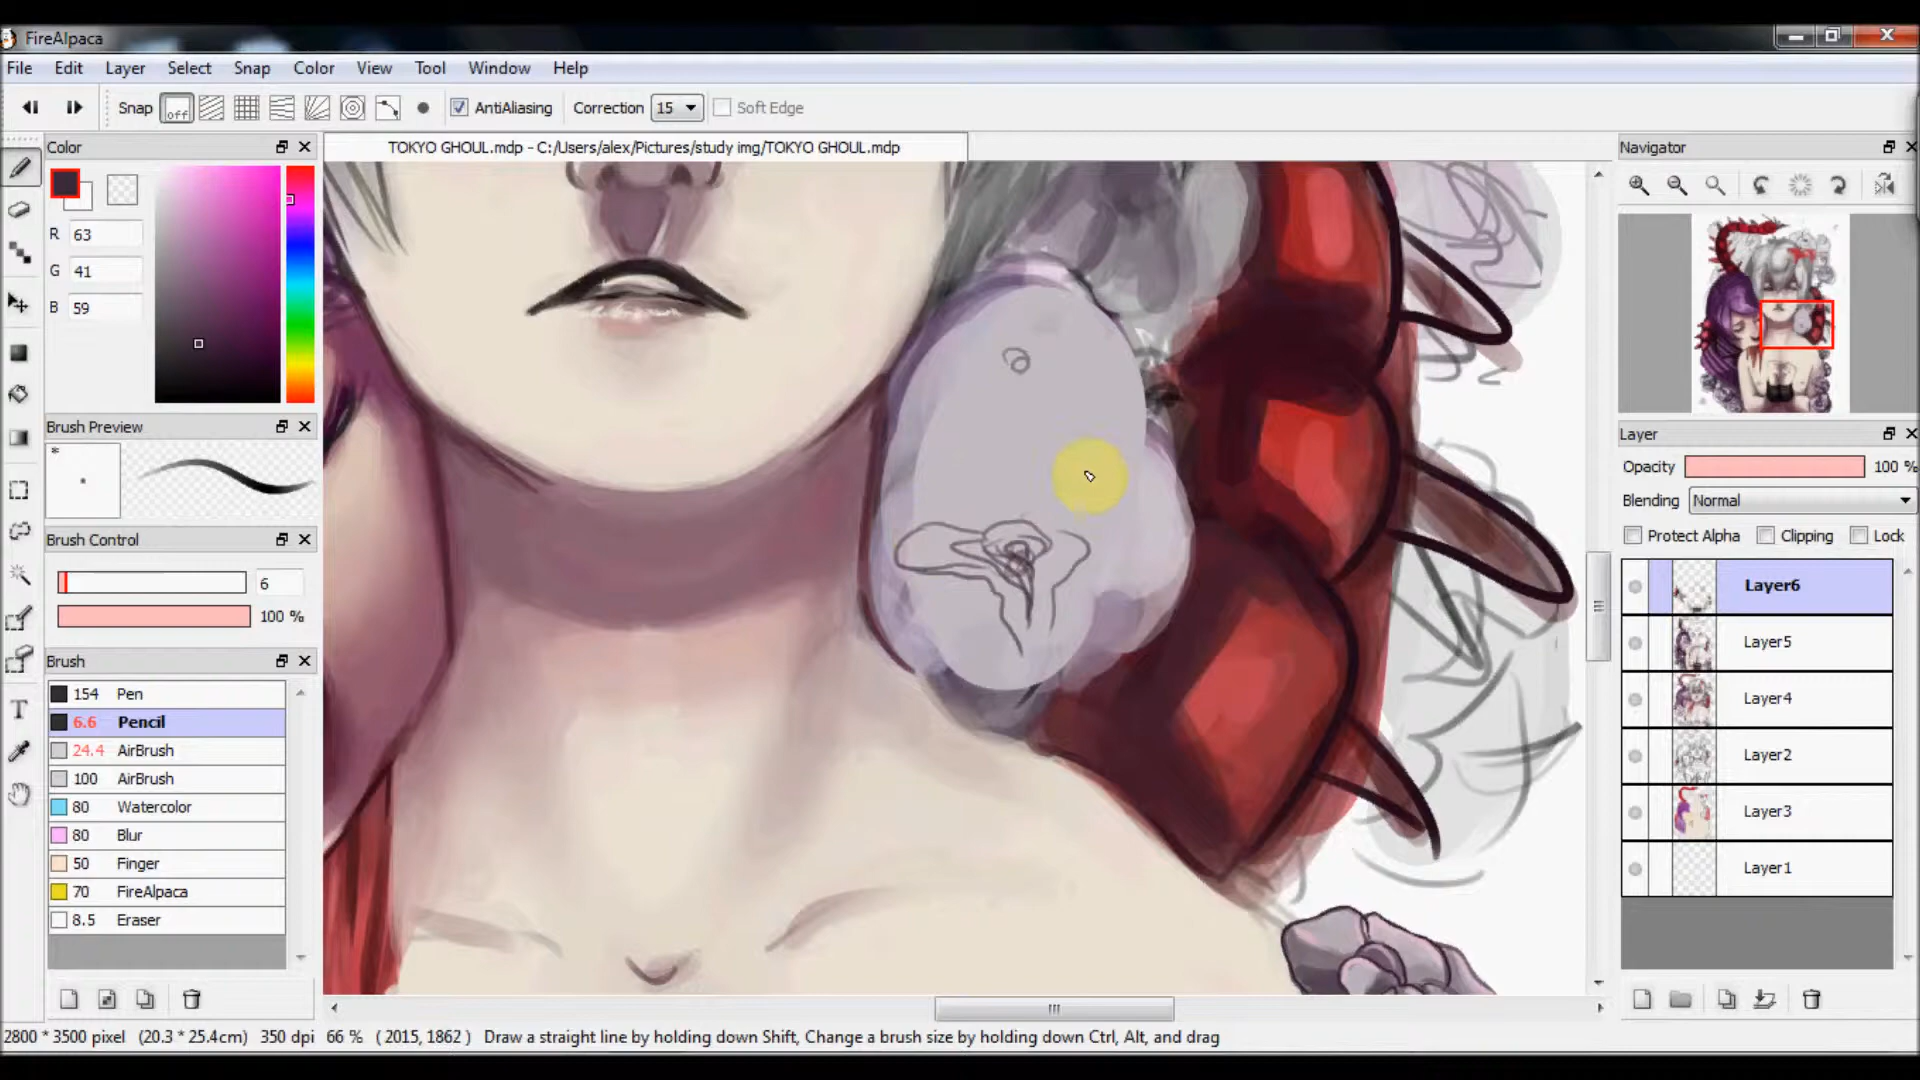 FireAlpaca
File Edit Layer Select Snap Color View Tool Window Help
Snap off AntiAliasing Correction 15 Soft Edge
Color
TOKYO GHOUL.mdp - C:/Users/alex/Pictures/study img/TOKYO GHOUL.mdp
Navigator
R 63
G 41
B 59
Brush Preview
*
Layer
Opacity 100 %
Blending Normal
Protect Alpha Clipping Lock
Brush Control
6
100 %
Layer6
Layer5
Layer4
Layer2
Layer3
Layer1
Brush
154 Pen
6.6 Pencil
24.4 AirBrush
100 AirBrush
80 Watercolor
80 Blur
50 Finger
70 FireAlpaca
8.5 Eraser
T
2800 * 3500 pixel (20.3 * 25.4cm) 350 dpi 66 % ( 2015, 1862 ) Draw a straight line by holding down Shift, Change a brush size by holding down Ctrl, Alt, and drag